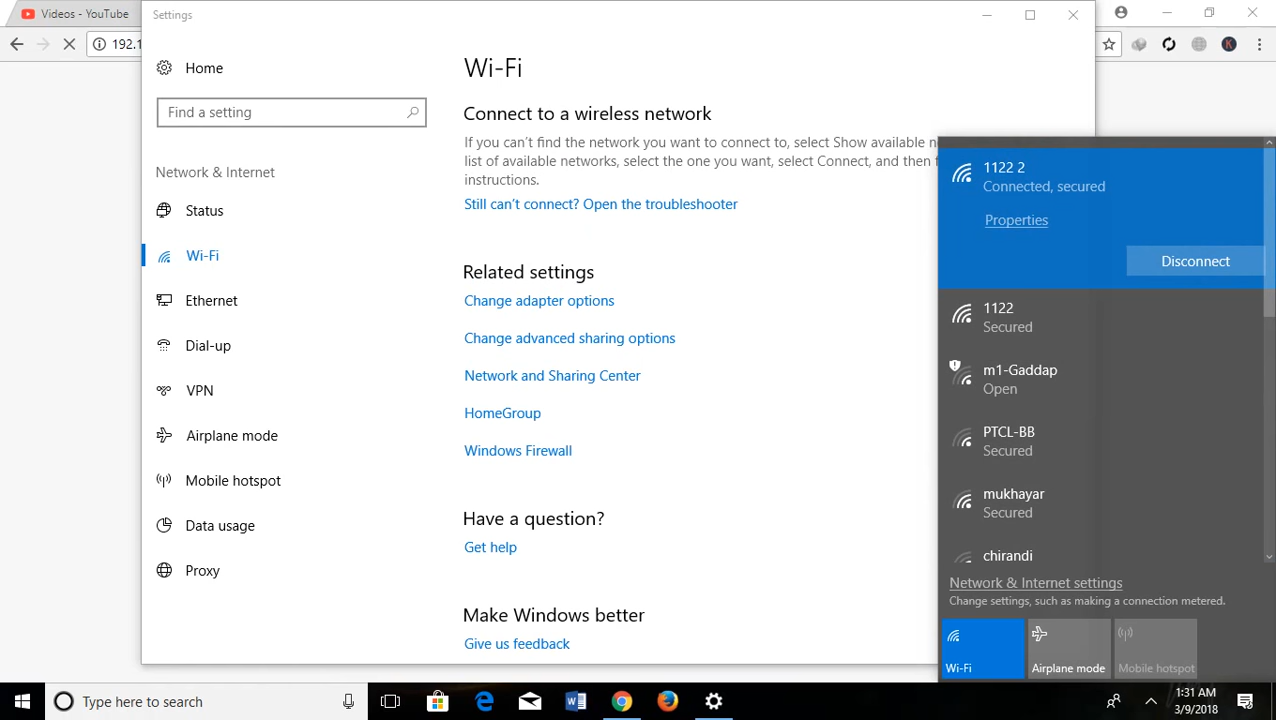 Videos - YouTube
192.1
Settings
Home
Find a setting
Network & Internet
Status
Wi-Fi
Ethernet
Dial-up
VPN
Airplane mode
Mobile hotspot
Data usage
Proxy
Wi-Fi
Connect to a wireless network
If you can't find the network you want to connect to, select Show available n
list of available networks, select the one you want, select Connect, and then
instructions.
Still can't connect? Open the troubleshooter
Related settings
Change adapter options
Change advanced sharing options
Network and Sharing Center
HomeGroup
Windows Firewall
Have a question?
Get help
Make Windows better
Give us feedback
K
1122 2
Connected, secured
Properties
Disconnect
1122
Secured
m1-Gaddap
Open
PTCL-BB
Secured
mukhayar
Secured
chirandi
Network & Internet settings
Change settings, such as making a connection metered.
Wi-Fi
Airplane mode
Mobile hotspot
Type here to search
1:31 AM
3/9/2018